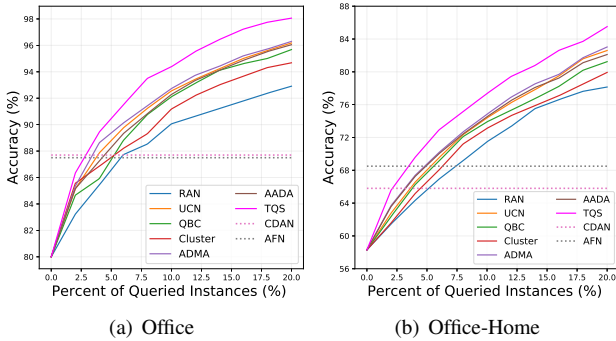 98
96
94
92
90
88
86
84
82
80
Accuracy (%)
RAN
UCN
QBC
Cluster
ADMA
AADA
TQS
CDAN
AFN
0.0 2.5 5.0 7.5 10.0 12.5 15.0 17.5 20.0
Percent of Queried Instances (%)
(a) Office
88
84
80
76
72
68
64
60
56
Accuracy (%)
RAN
UCN
QBC
Cluster
ADMA
AADA
TQS
CDAN
AFN
0.0 2.5 5.0 7.5 10.0 12.5 15.0 17.5 20.0
Percent of Queried Instances (%)
(b) Office-Home